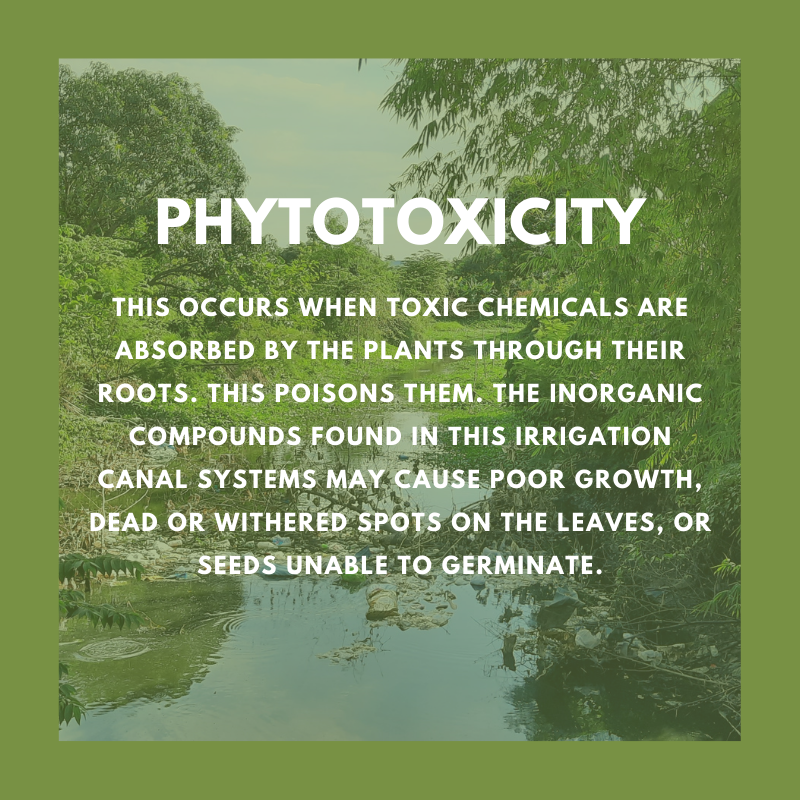 PHYTOTOXICITY
THIS OCCURS WHEN TOXIC CHEMICALS ARE
ABSORBED BY THE PLANTS THROUGH THEIR
ROOTS. THIS POISONS THEM. THE INORGANIC
COMPOUNDS FOUND IN THIS IRRIGATION
CANAL SYSTEMS MAY CAUSE POOR GROWTH,
DEAD OR WITHERED SPOTS ON THE LEAVES, OR
SEEDS UNABLE TO GERMINATE.